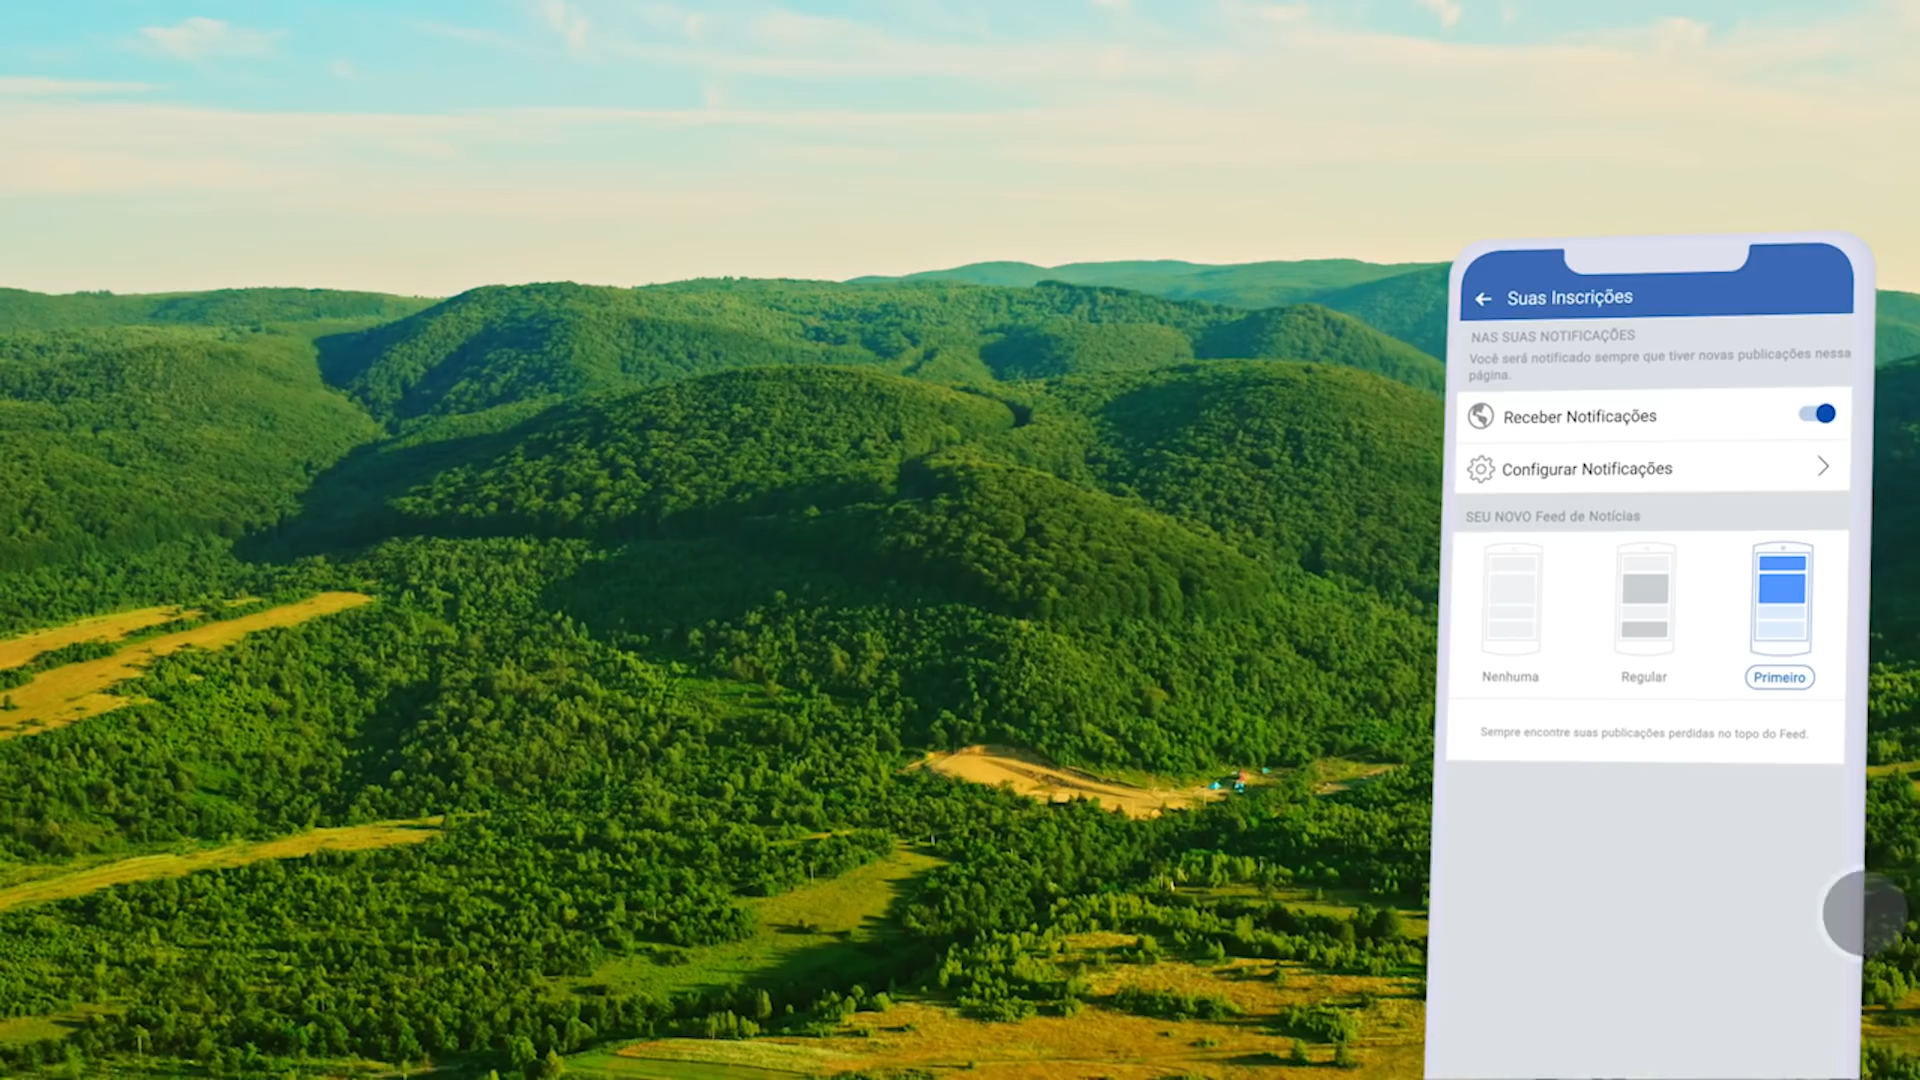 Suas Inscrições
NAS SUAS NOTIFICAÇÕES
Você será notificado sempre que tiver novas publicações nessa
página.
Receber Notificações
Configurar Notificações
SEU NOVO Feed de Notícias
Nenhuma
Regular
Primeiro
Sempre encontre suas publicações perdidas no topo do Feed.